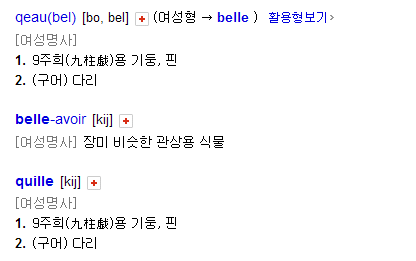 qeau(bel) [bo, bel] (여성형 → belle ) 활용형보기>
[여성명사]
1. 9주희(九柱戱)용 기둥, 핀
2. (구어) 다리
belle-avoir [kij]
[여성명사] 장미 비슷한 관상용 식물
quille [kij]
[여성명사]
1. 9주희(九柱戱)용 기둥, 핀
2. (구어) 다리